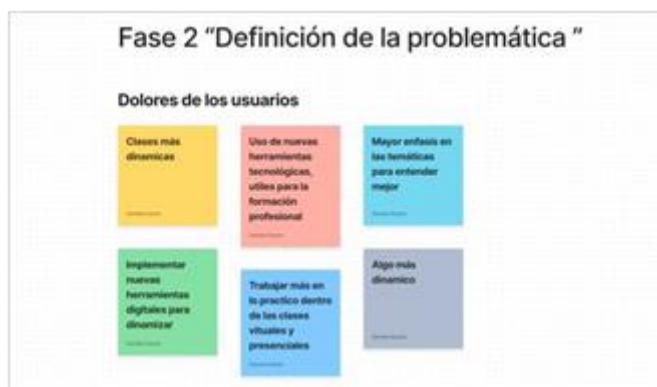 Fase 2 “Definición de la problemática ”
Dolores de los usuarios
Clases más
dinamicas
Uso de nuevas
herramientas
tecnológicas,
utiles para la
formación
profesional
Mayor enfasis en
las temáticas
para entender
mejor
Implementar
nuevas
herramientas
digitales para
dinamizar
Trabajar más en
lo practico dentro
de las clases
vituales y
presenciales
Algo más
dinamico